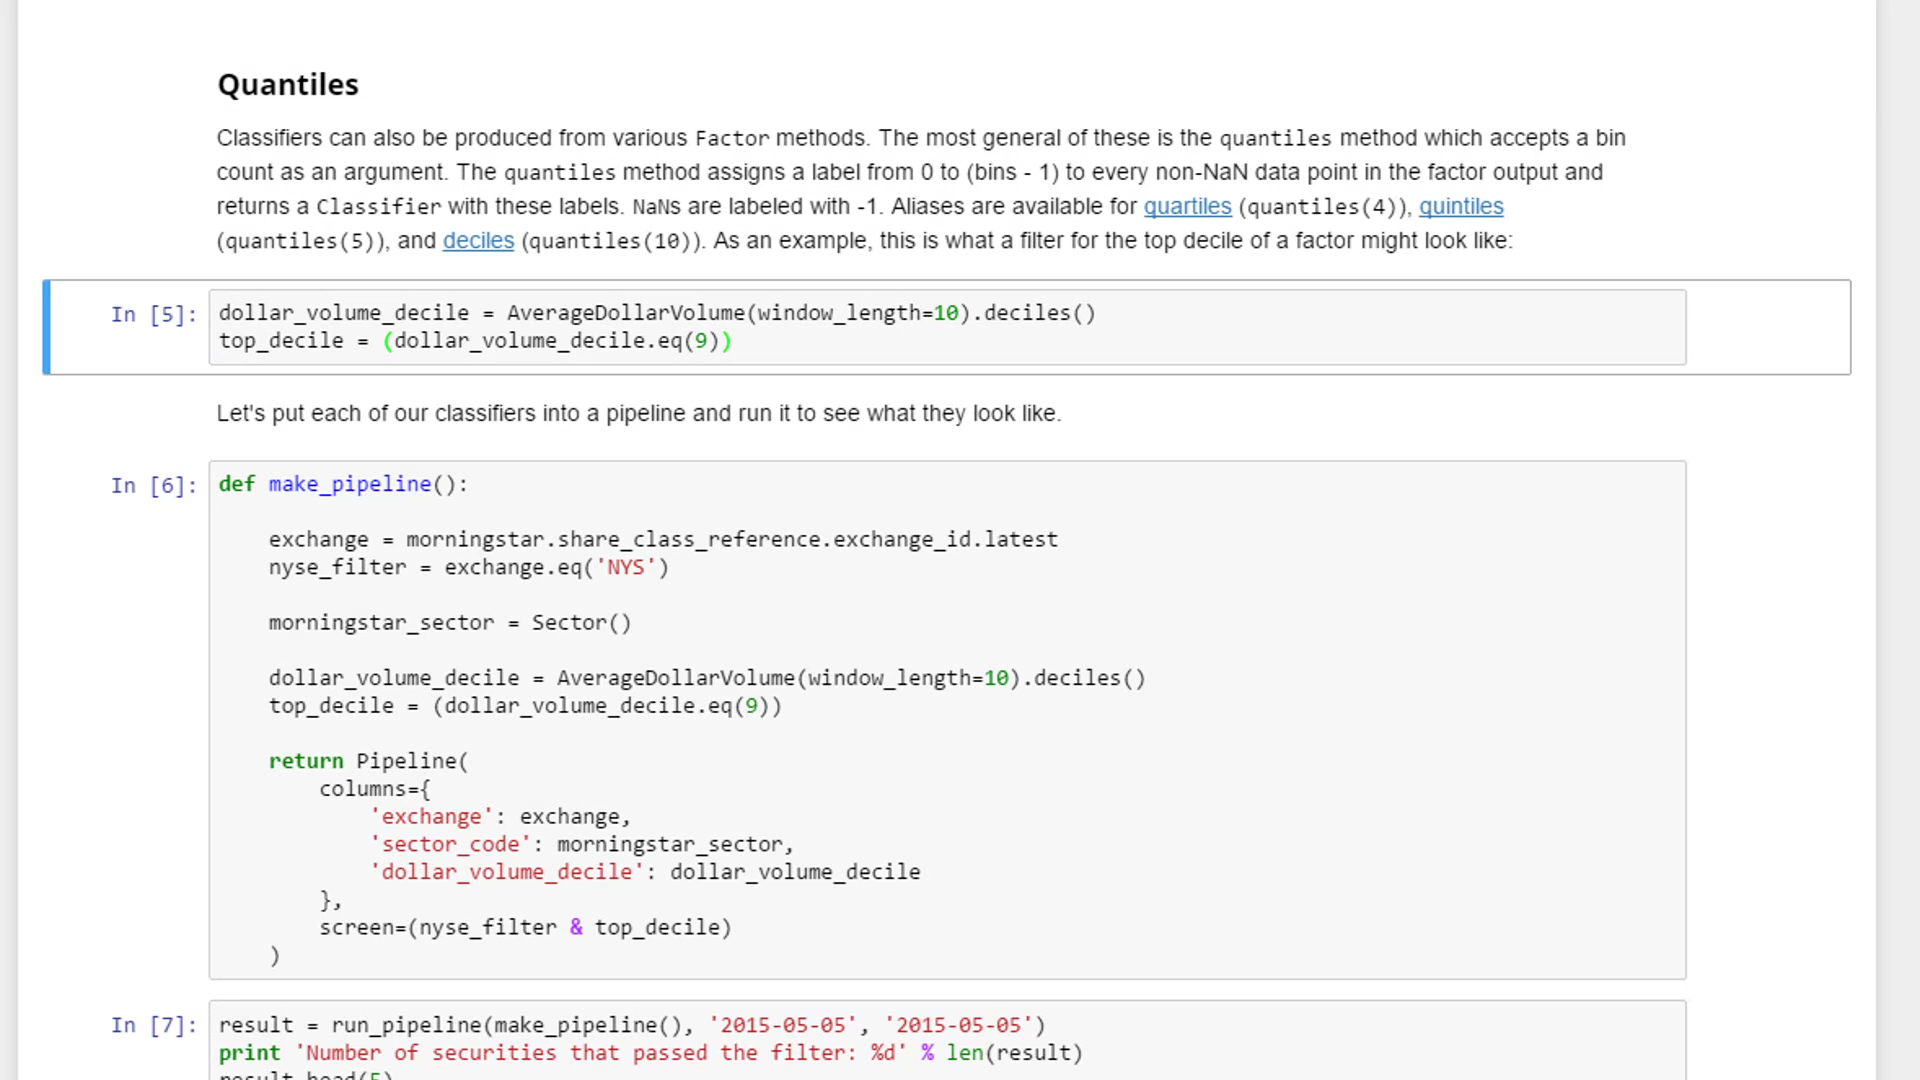 Quantiles
Classifiers can also be produced from various Factor methods. The most general of these is the quantiles method which accepts a bin
count as an argument. The quantiles method assigns a label from 0 to (bins - 1) to every non-NaN data point in the factor output and
returns a Classifier with these labels. NaNs are labeled with -1. Aliases are available for quartiles (quantiles(4)), quintiles
(quantiles(5)), and deciles (quantiles(10)). As an example, this is what a filter for the top decile of a factor might look like:
In [5]: dollar_volume_decile = AverageDollarVolume(window_length=10).deciles()
top_decile = (dollar_volume_decile.eq(9))
Let's put each of our classifiers into a pipeline and run it to see what they look like.
In [6]: def make_pipeline():
exchange = morningstar.share_class_reference.exchange_id.latest
nyse_filter = exchange.eq('NYS')
morningstar_sector = Sector()
dollar_volume_decile = AverageDollarVolume(window_length=10).deciles()
top_decile = (dollar_volume_decile.eq(9))
return Pipeline(
columns={
'exchange': exchange,
'sector_code': morningstar_sector,
'dollar_volume_decile': dollar_volume_decile
},
screen=(nyse_filter & top_decile)
)
In [7]: result = run_pipeline(make_pipeline(), '2015-05-05', '2015-05-05')
print 'Number of securities that passed the filter: %d' % len(result)
result.head(5)